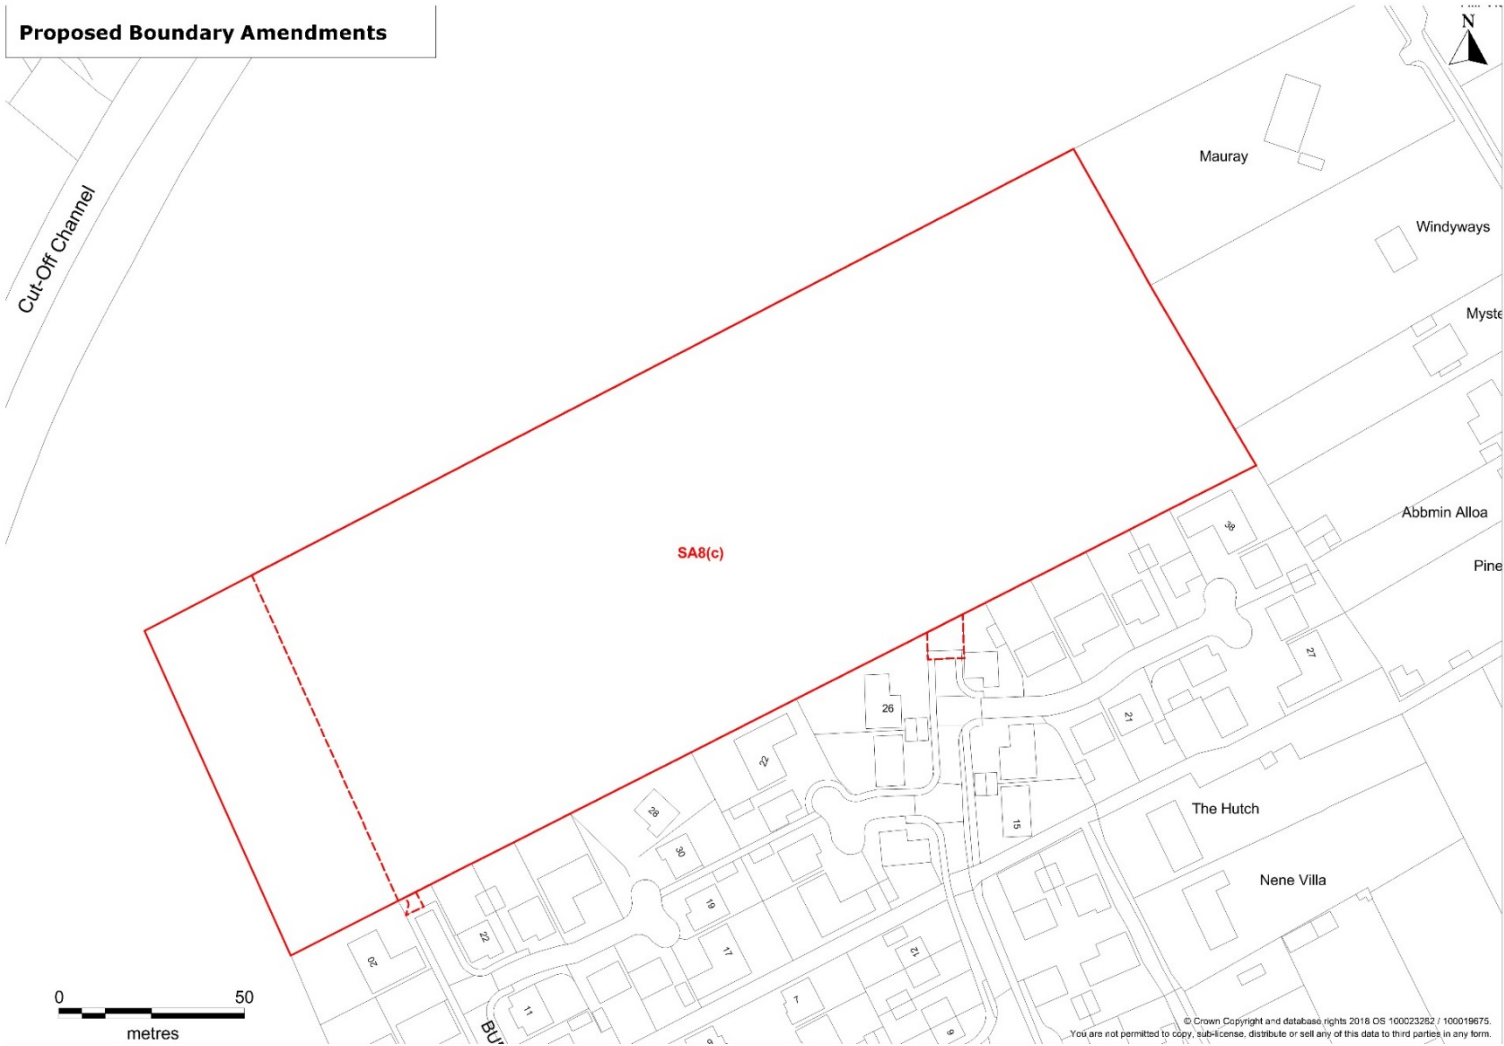 Proposed Boundary Amendments
N
Mauray
Cut-Off Channel
Windyways
Myste
Abbmin Alloa
38
SA8(c)
Pine
27
26
21
22
28
The Hutch
15
30
Nene Villa
19
22
17
12
20
7
11
9
0 50
metres
© Crown Copyright and database rights 2018 OS 100023282 / 100019675.
You are not permitted to copy, sub-license, distribute or sell any of this data to third parties in any form.